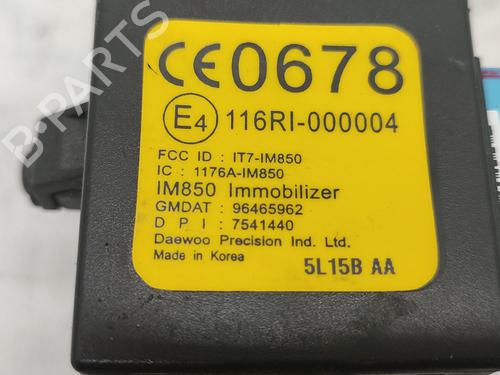 CE0678
E4 116RI-000004
FCC ID : IT7-IM850
IC : 1176A-IM850
IM850 Immobilizer
GMDAT : 96465962
D P I : 7541440
Daewoo Precision Ind. Ltd.
Made in Korea
5L15B AA